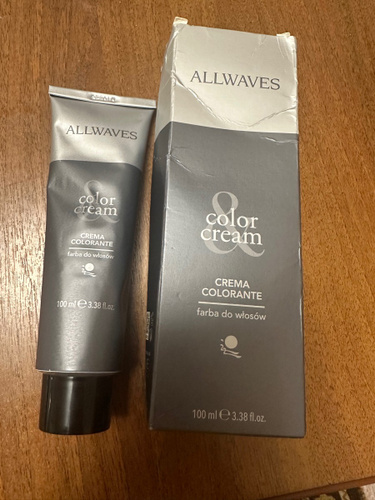 ALLWAVES
&
color
cream
CREMA
COLORANTE
farba do włosów
100 ml ℮ 3.38 fl.oz.
ALLWAVES
&
color
cream
CREMA
COLORANTE
farba do włosów
100 ml ℮ 3.38 fl.oz.